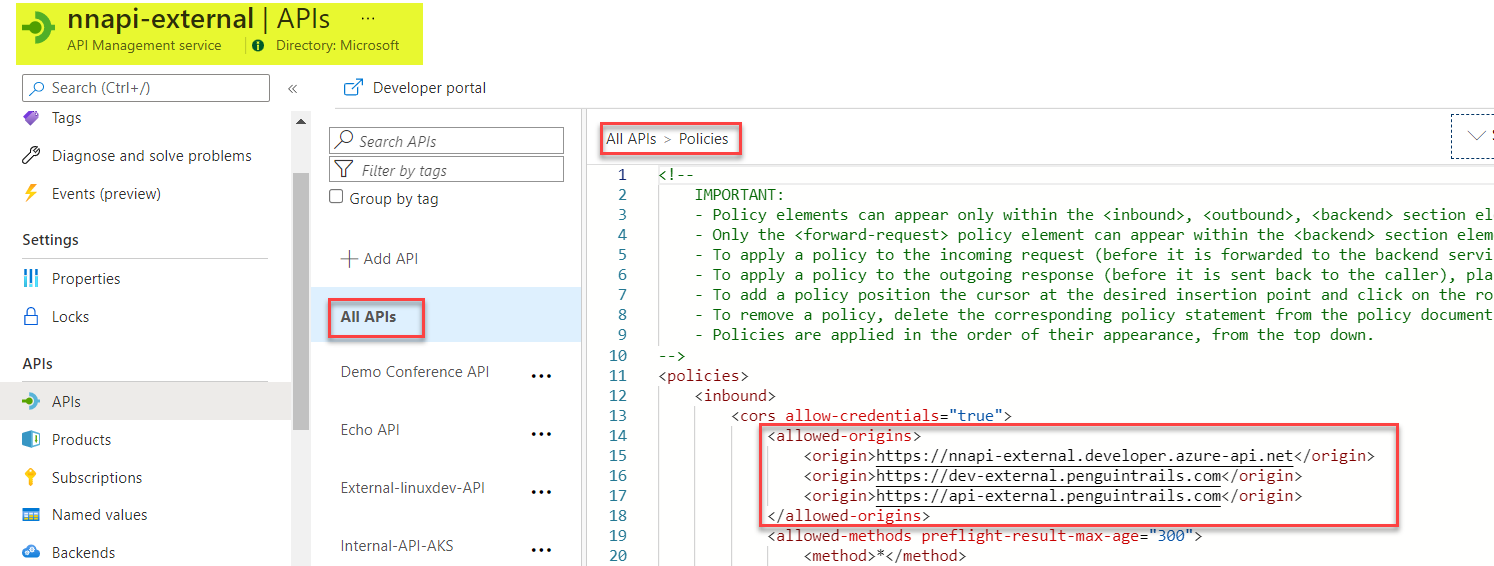 nnapi-external | APIs ...
API Management service Directory: Microsoft
Search (Ctrl+/) «
Tags
Diagnose and solve problems
Events (preview)
Settings
Properties
Locks
APIs
APIs
Products
Subscriptions
Named values
Backends
Developer portal
Search APIs
Filter by tags
Group by tag
+ Add API
All APIs
Demo Conference API ...
Echo API ...
External-linuxdev-API ...
Internal-API-AKS ...
All APIs > Policies
1 <!--
2 IMPORTANT:
3 - Policy elements can appear only within the <inbound>, <outbound>, <backend> section el
4 - Only the <forward-request> policy element can appear within the <backend> section elem
5 - To apply a policy to the incoming request (before it is forwarded to the backend servi
6 - To apply a policy to the outgoing response (before it is sent back to the caller), pla
7 - To add a policy position the cursor at the desired insertion point and click on the ro
8 - To remove a policy, delete the corresponding policy statement from the policy document
9 - Policies are applied in the order of their appearance, from the top down.
10 -->
11 <policies>
12 <inbound>
13 <cors allow-credentials="true">
14 <allowed-origins>
15 <origin>https://nnapi-external.developer.azure-api.net</origin>
16 <origin>https://dev-external.penguintrails.com</origin>
17 <origin>https://api-external.penguintrails.com</origin>
18 </allowed-origins>
19 <allowed-methods preflight-result-max-age="300">
20 <method>*</method>